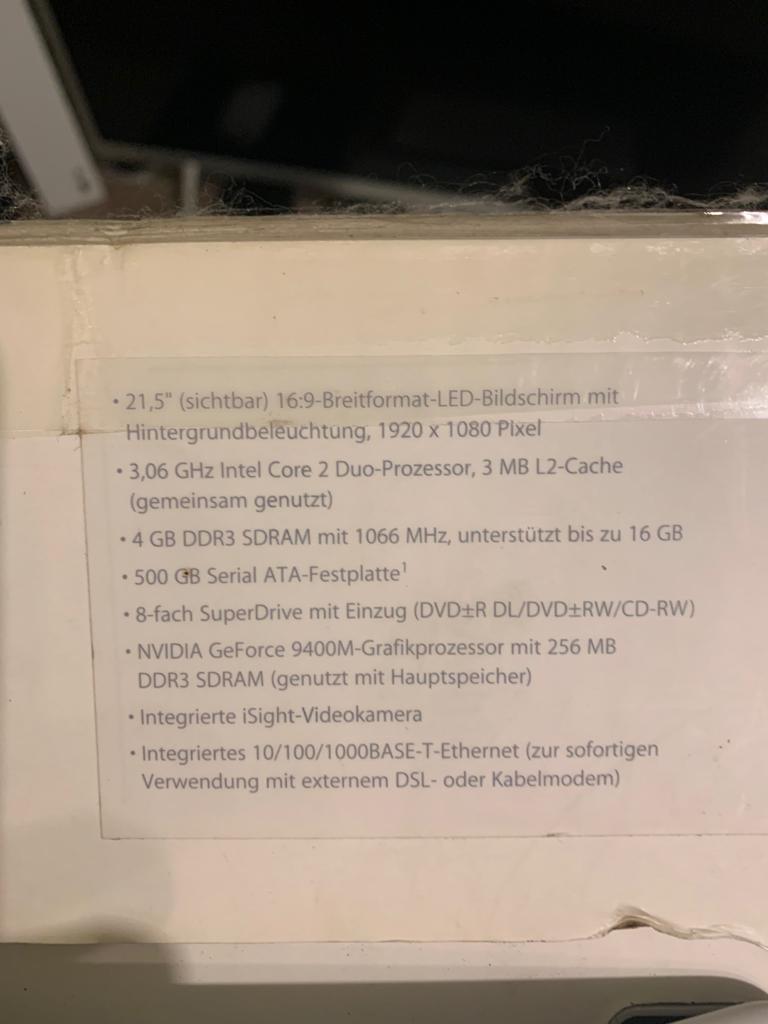 • 21,5" (sichtbar) 16:9-Breitformat-LED-Bildschirm mit
Hintergrundbeleuchtung, 1920 x 1080 Pixel
• 3,06 GHz Intel Core 2 Duo-Prozessor, 3 MB L2-Cache
(gemeinsam genutzt)
• 4 GB DDR3 SDRAM mit 1066 MHz, unterstützt bis zu 16 GB
• 500 GB Serial ATA-Festplatte¹
• 8-fach SuperDrive mit Einzug (DVD±R DL/DVD±RW/CD-RW)
• NVIDIA GeForce 9400M-Grafikprozessor mit 256 MB
DDR3 SDRAM (genutzt mit Hauptspeicher)
• Integrierte iSight-Videokamera
• Integriertes 10/100/1000BASE-T-Ethernet (zur sofortigen
Verwendung mit externem DSL- oder Kabelmodem)